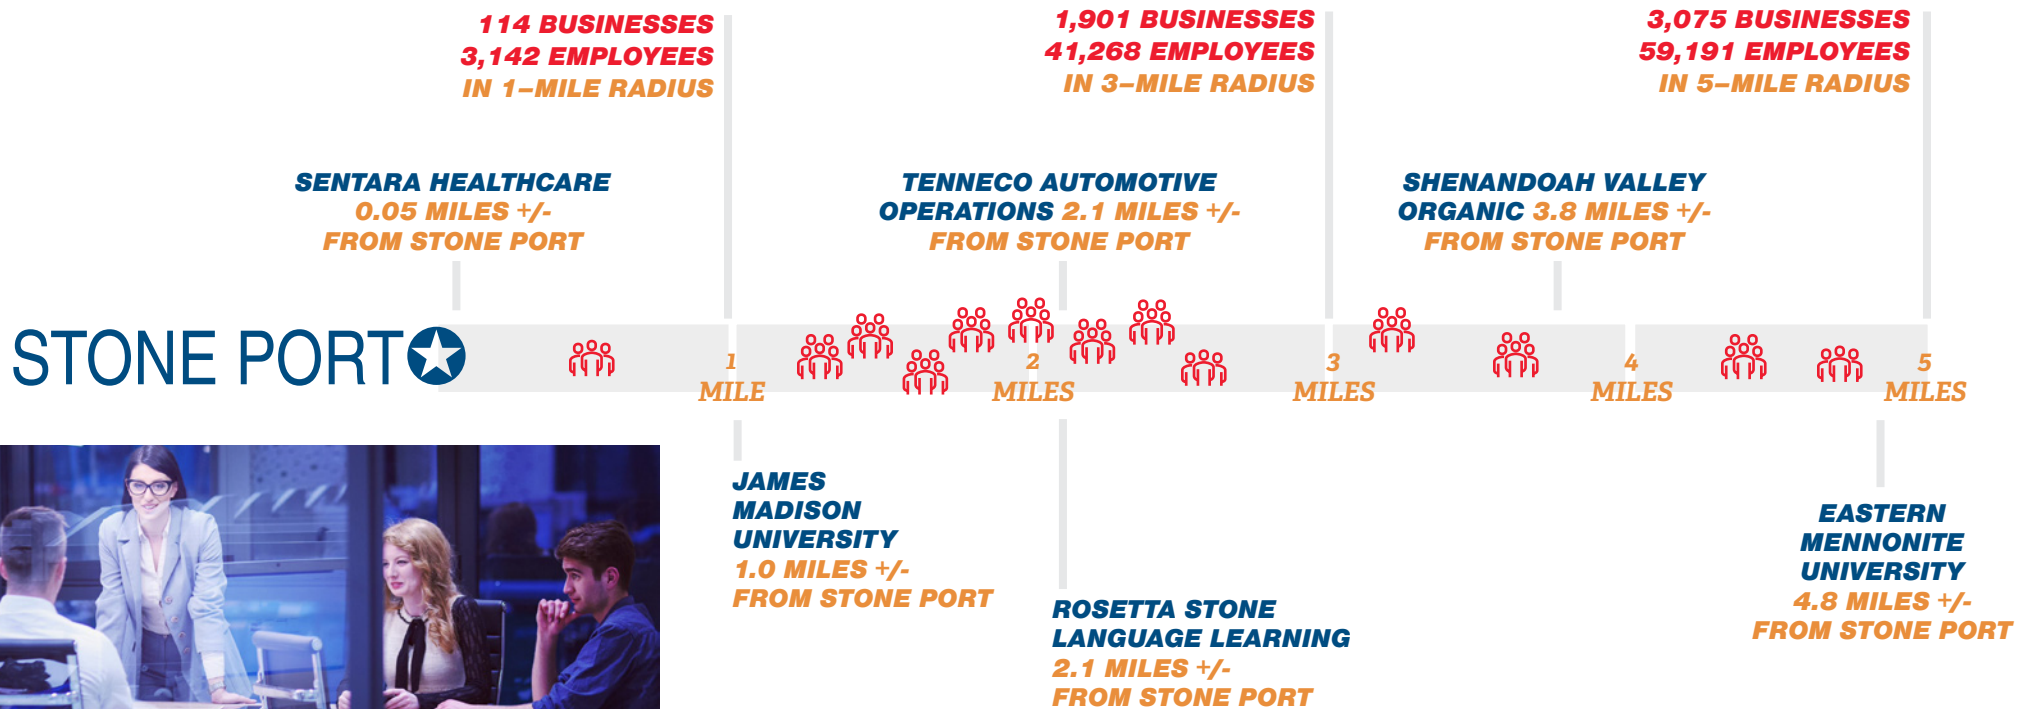 114 BUSINESSES
3,142 EMPLOYEES
IN 1–MILE RADIUS
1,901 BUSINESSES
41,268 EMPLOYEES
IN 3–MILE RADIUS
3,075 BUSINESSES
59,191 EMPLOYEES
IN 5–MILE RADIUS
SENTARA HEALTHCARE
0.05 MILES +/-
FROM STONE PORT
TENNECO AUTOMOTIVE
OPERATIONS 2.1 MILES +/-
FROM STONE PORT
SHENANDOAH VALLEY
ORGANIC 3.8 MILES +/-
FROM STONE PORT
STONE PORT
1
MILE
2
MILES
3
MILES
4
MILES
5
MILES
JAMES
MADISON
UNIVERSITY
1.0 MILES +/-
FROM STONE PORT
ROSETTA STONE
LANGUAGE LEARNING
2.1 MILES +/-
FROM STONE PORT
EASTERN
MENNONITE
UNIVERSITY
4.8 MILES +/-
FROM STONE PORT